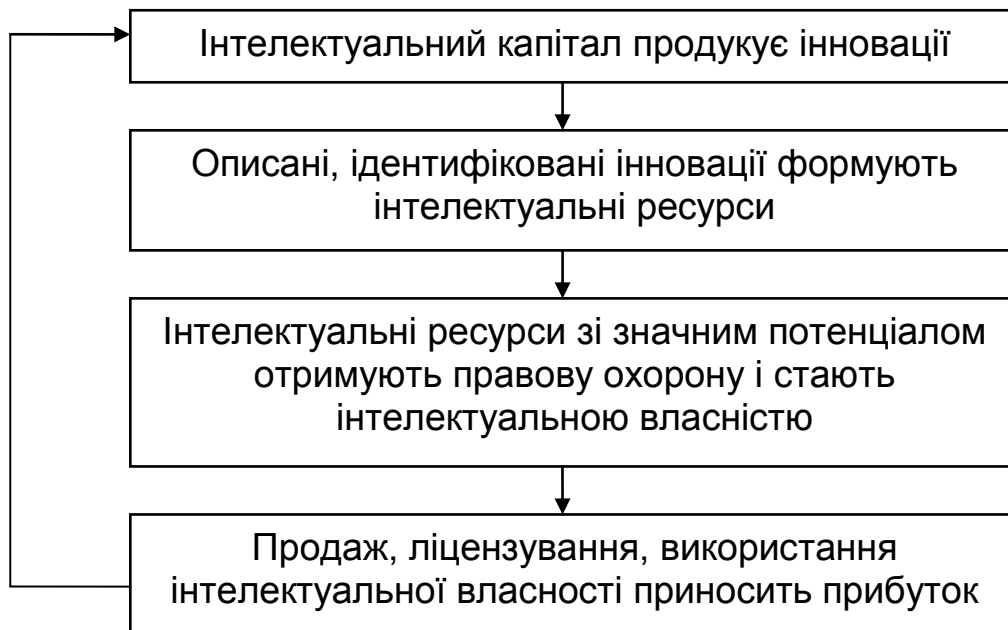 Інтелектуальний капітал продукує інновації
Описані, ідентифіковані інновації формують
інтелектуальні ресурси
Інтелектуальні ресурси зі значним потенціалом
отримують правову охорону і стають
інтелектуальною власністю
Продаж, ліцензування, використання
інтелектуальної власності приносить прибуток